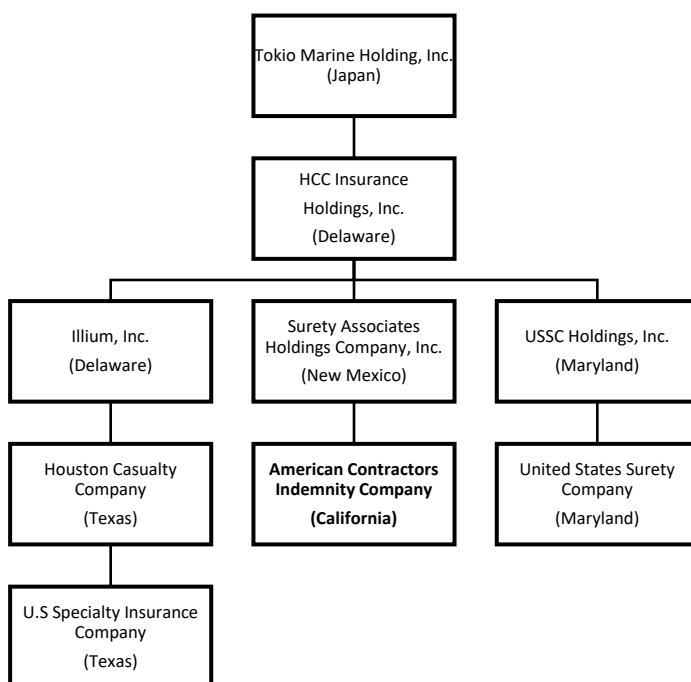 Tokio Marine Holding, Inc.
(Japan)
HCC Insurance
Holdings, Inc.
(Delaware)
Illium, Inc.
(Delaware)
Surety Associates
Holdings Company, Inc.
(New Mexico)
USSC Holdings, Inc.
(Maryland)
Houston Casualty
Company
(Texas)
American Contractors
Indemnity Company
(California)
United States Surety
Company
(Maryland)
U.S Specialty Insurance
Company
(Texas)